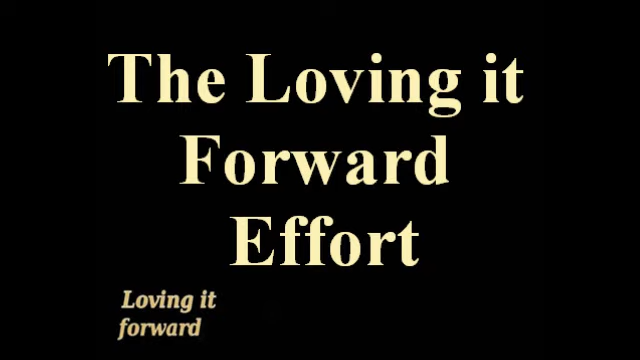 The Loving it
Forward
Effort
Loving it
forward